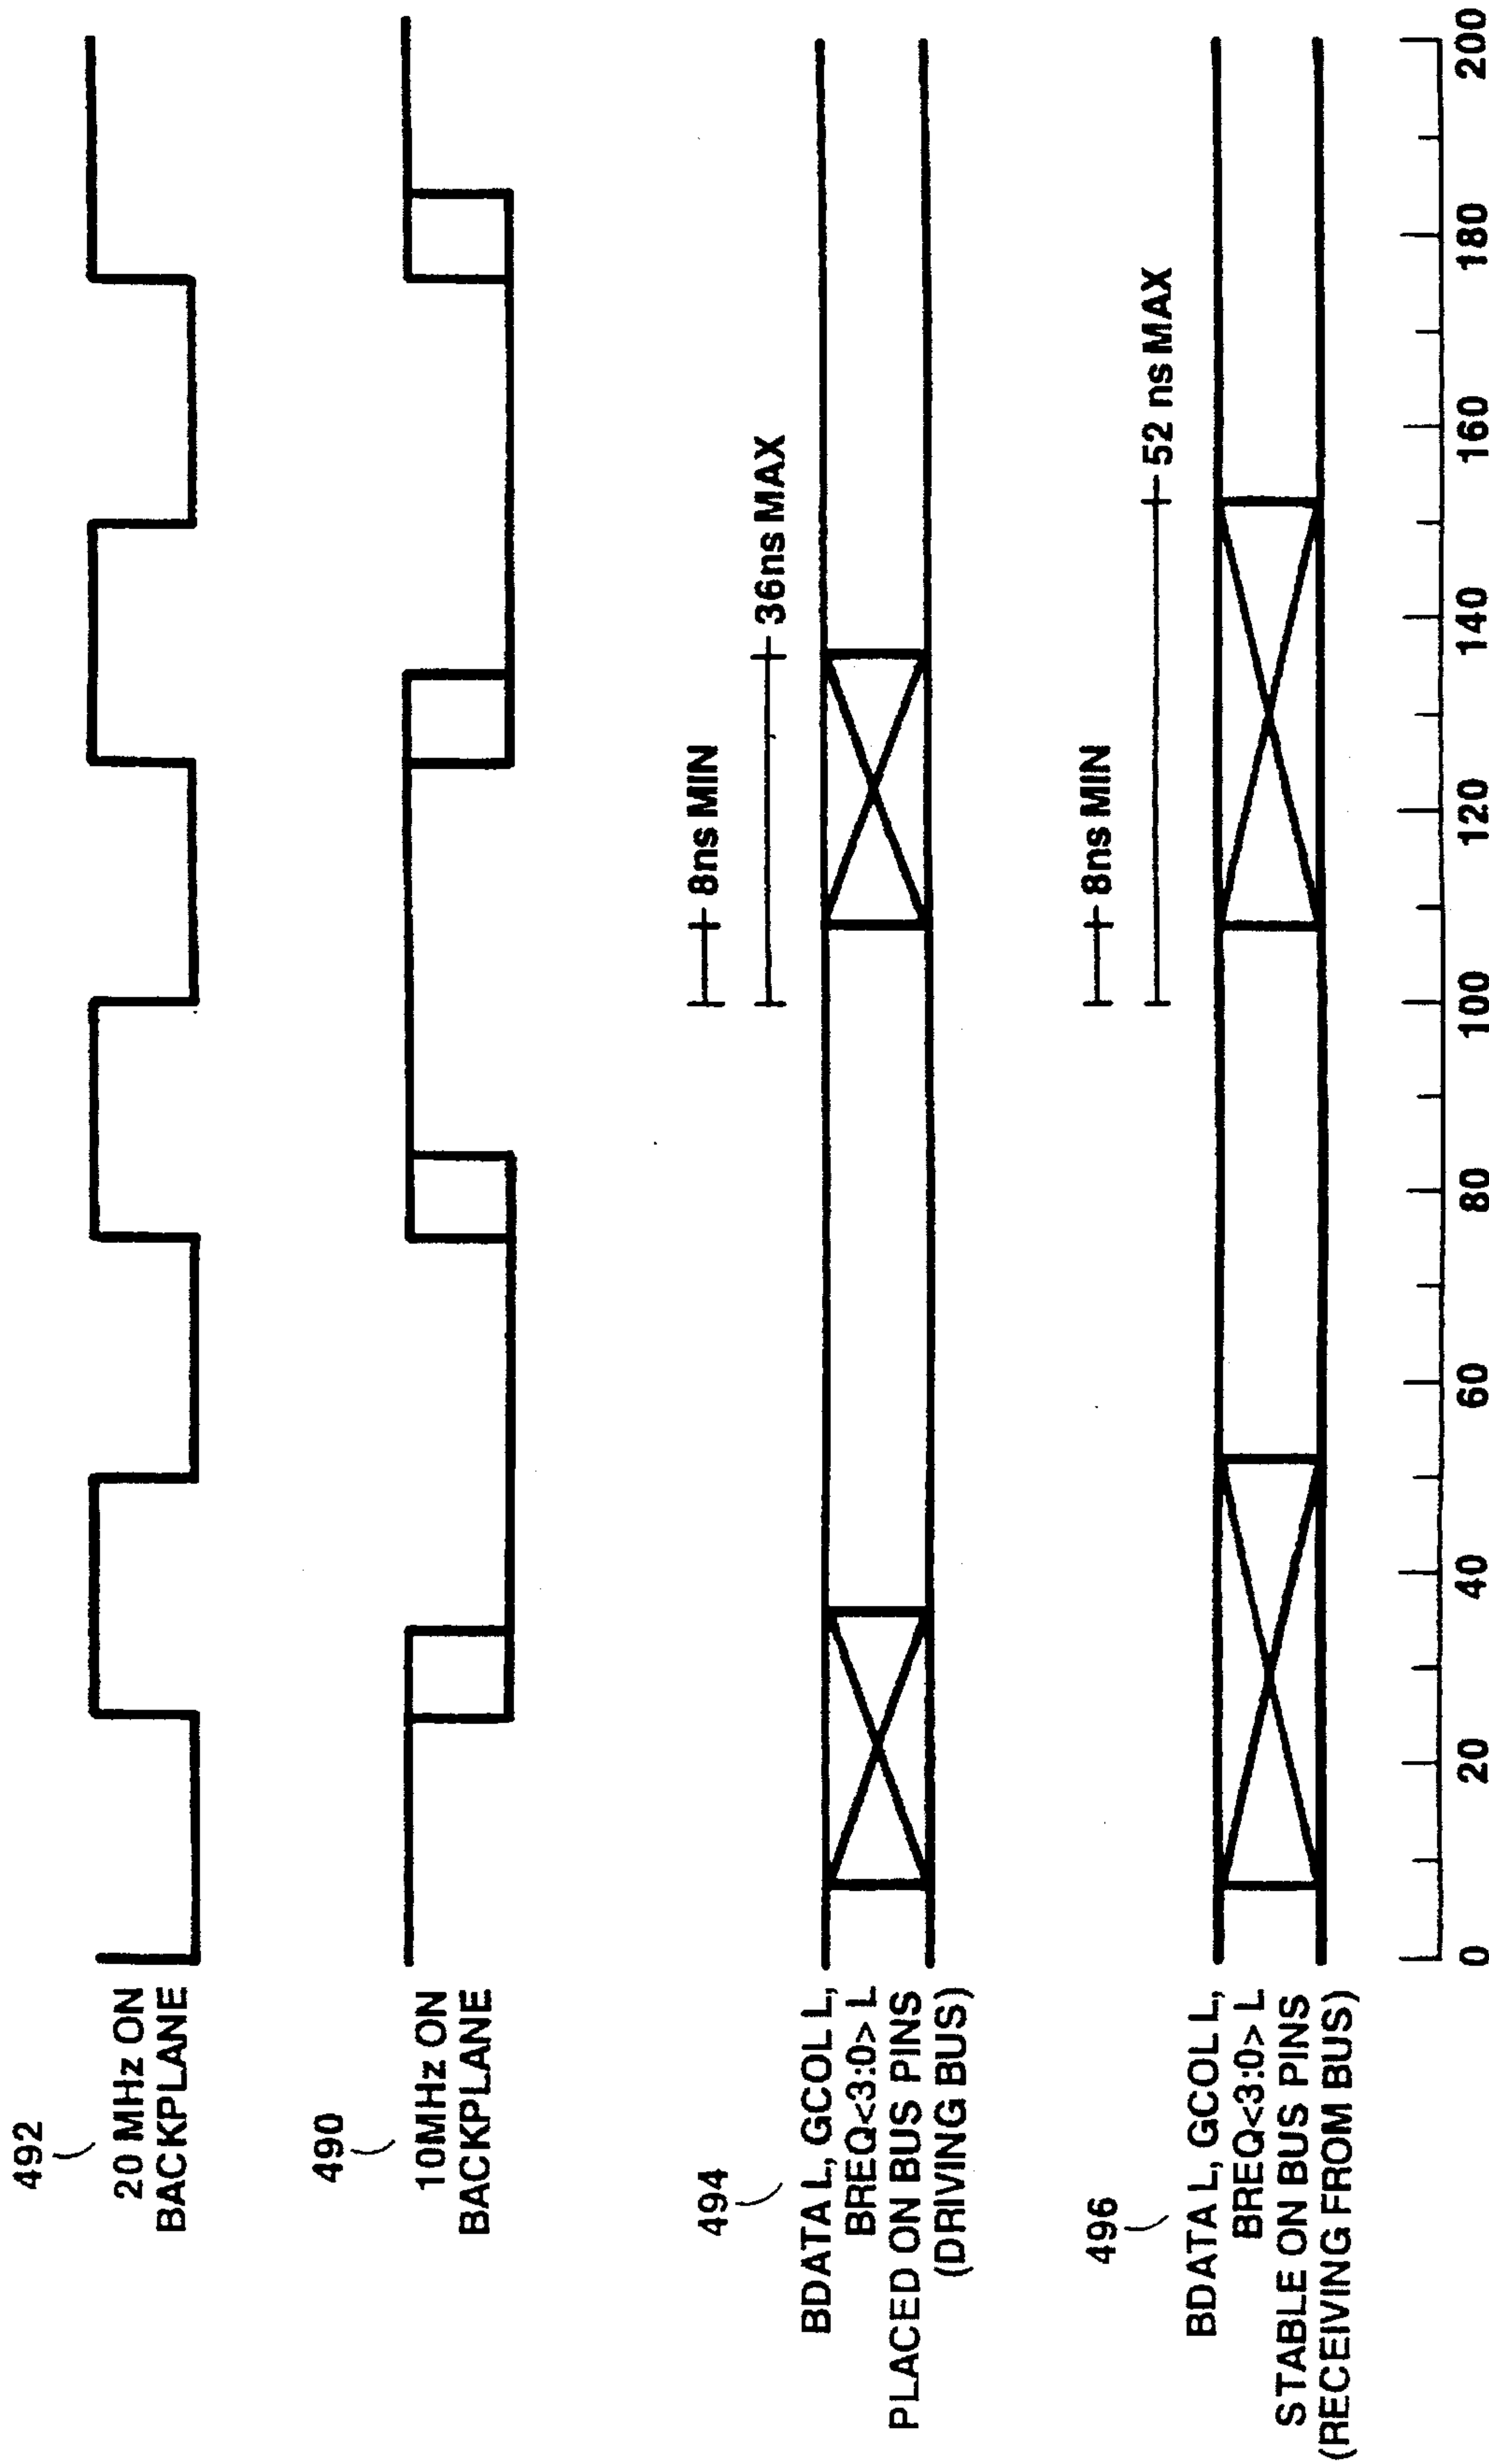 492
20 MHz ON
BACKPLANE
490
10MHz ON
BACKPLANE
8ns MIN
36ns MAX
494
BDATA L, GCOL L,
BREQ<3:0> L
PLACED ON BUS PINS
(DRIVING BUS)
8ns MIN
52 ns MAX
496
BDATA L, GCOL L,
BREQ<3:0> L
STABLE ON BUS PINS
(RECEIVING FROM BUS)
0 20 40 60 80 100 120 140 160 180 200